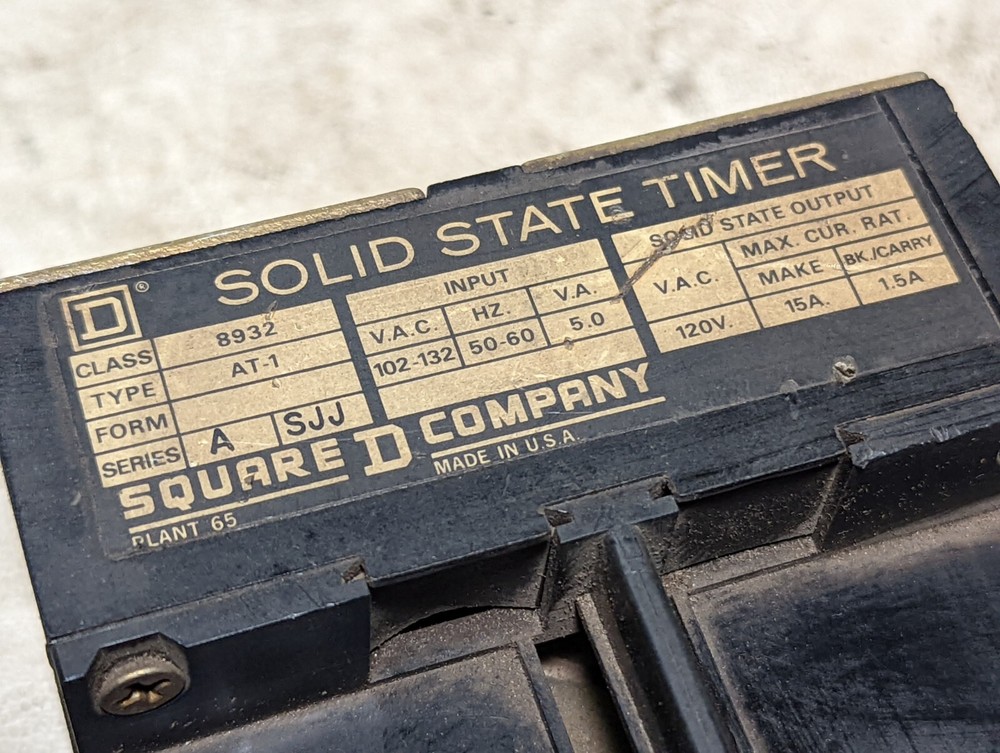 SOLID STATE TIMER
D ®
CLASS 8932
TYPE AT-1
FORM
SERIES A SJJ
INPUT
V.A.C. HZ. V.A.
102-132 50-60 5.0
SOLID STATE OUTPUT
V.A.C. MAX. CUR. RAT.
MAKE BK./CARRY
120V. 15A. 1.5A
SQUARE D COMPANY
PLANT 65 MADE IN U.S.A.